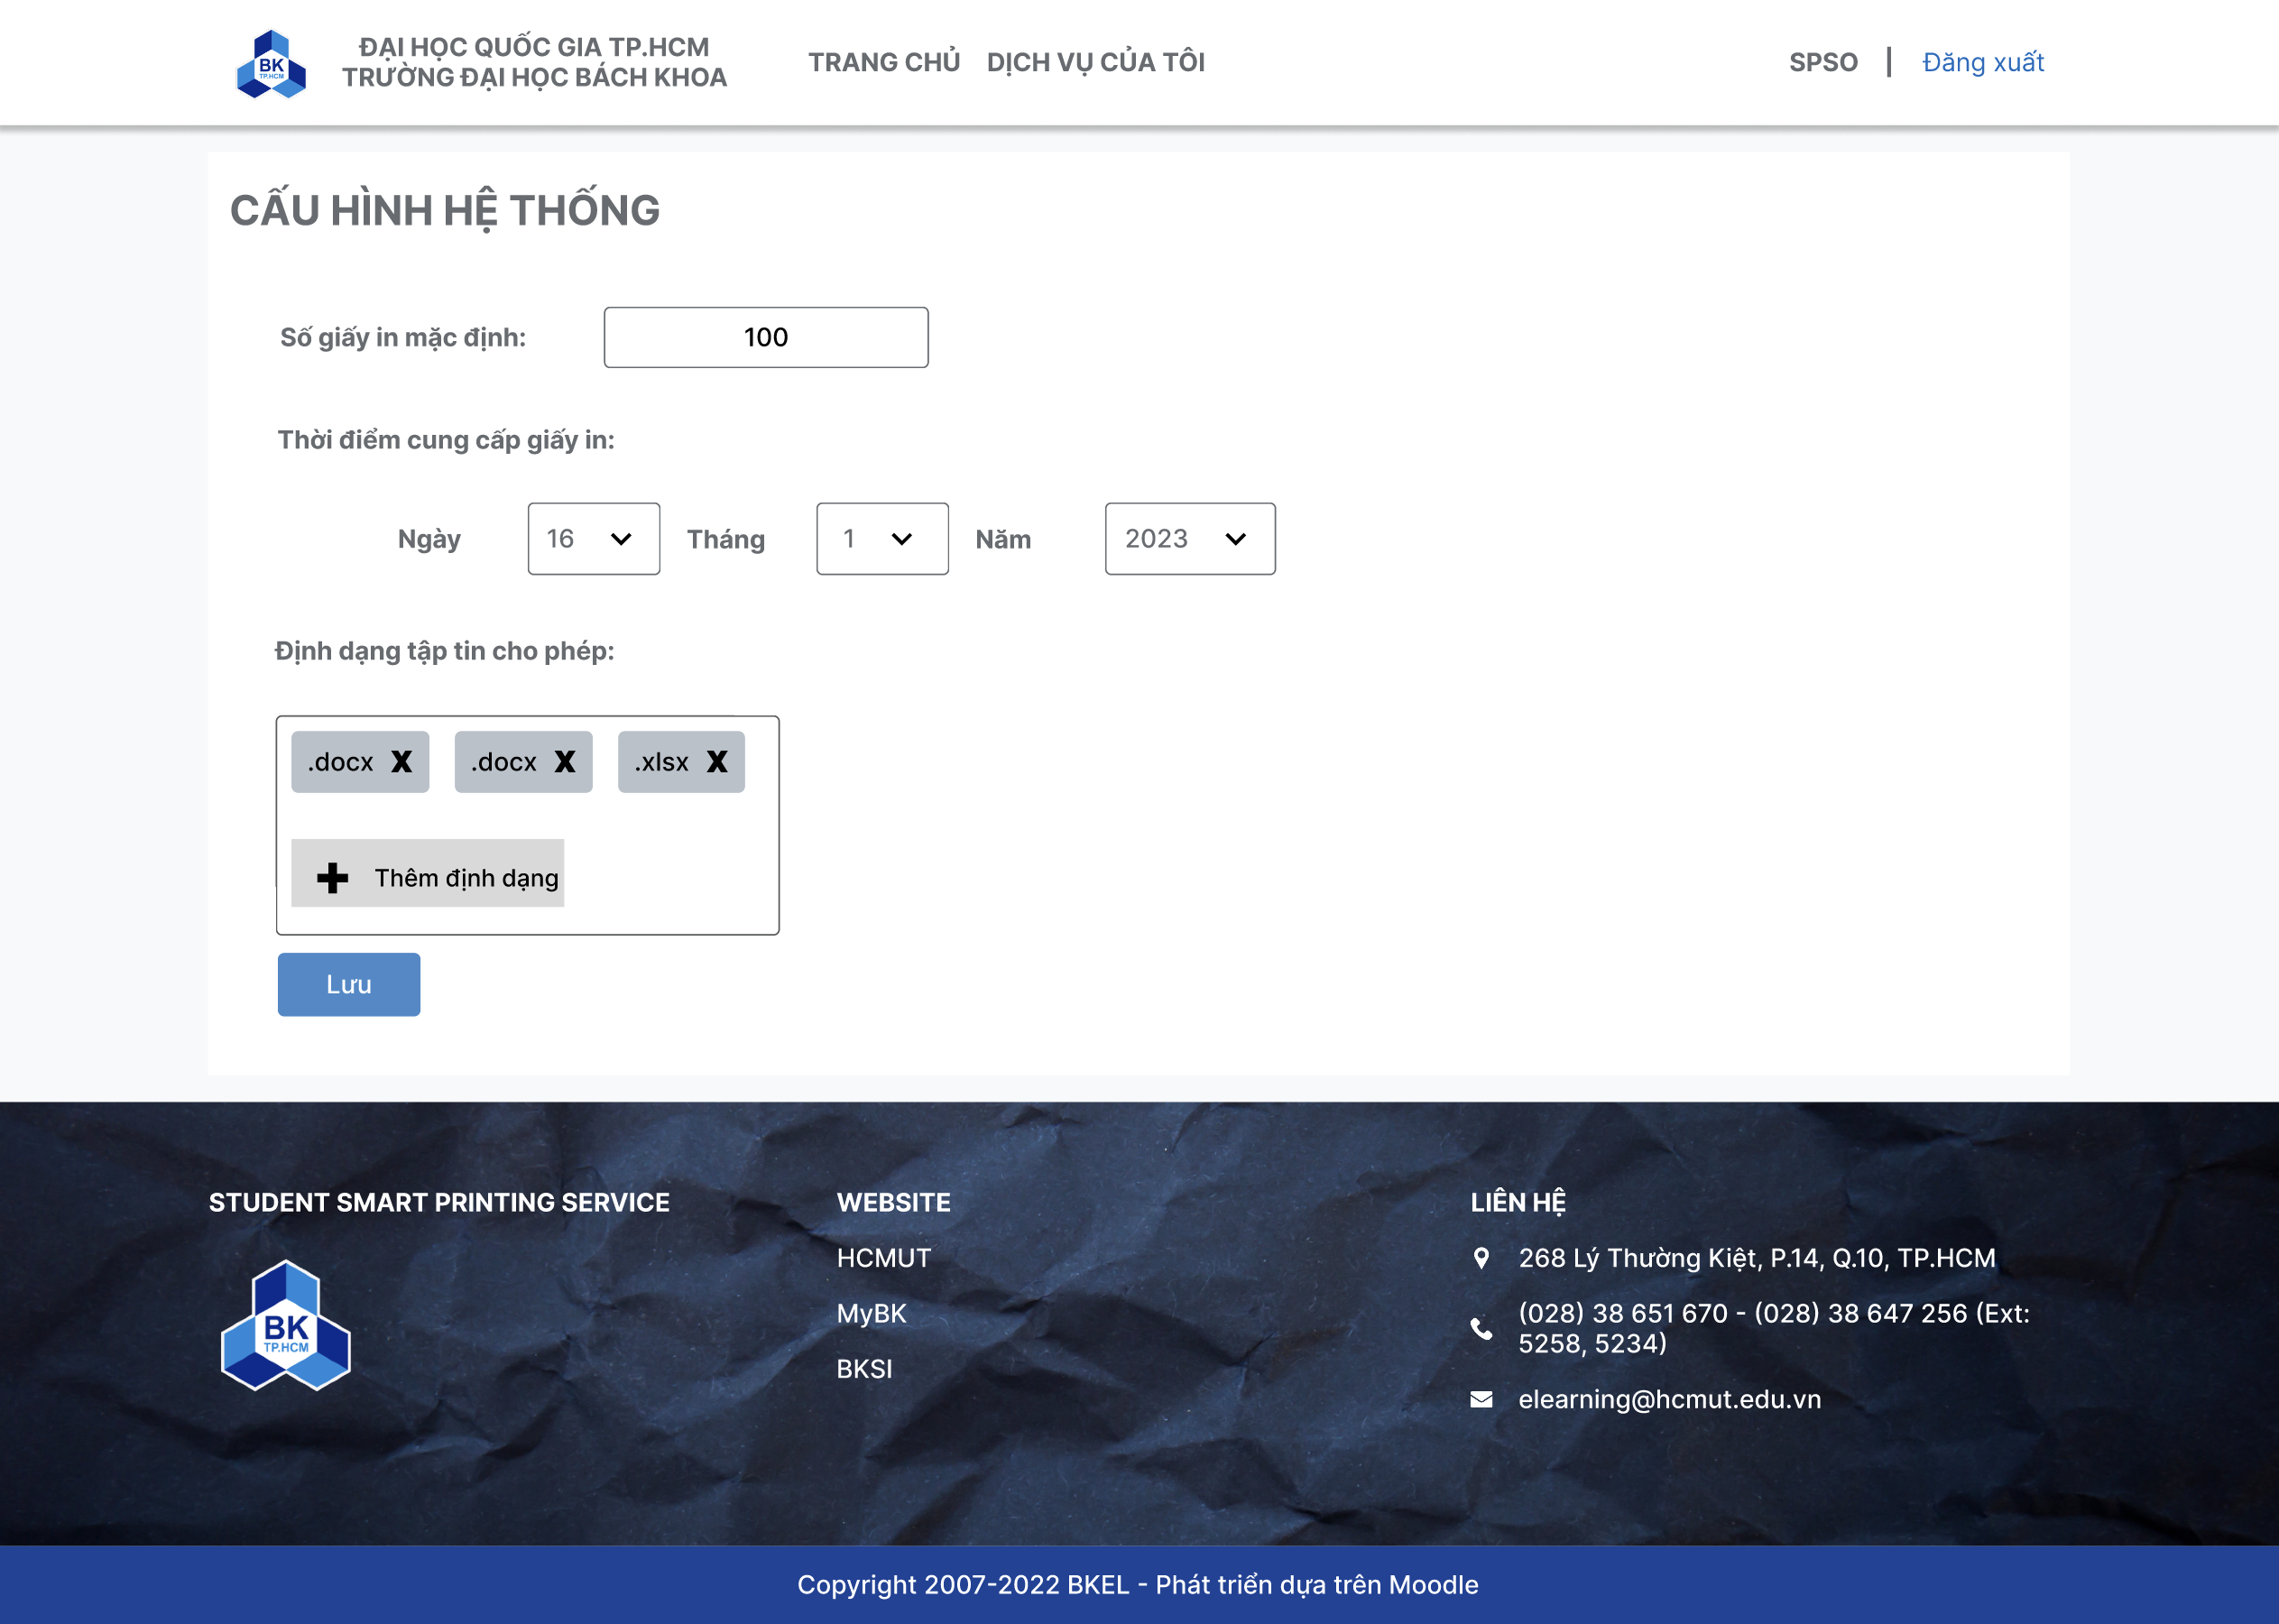 BK
TP.HCM
ĐẠI HỌC QUỐC GIA TP.HCM
TRƯỜNG ĐẠI HỌC BÁCH KHOA
TRANG CHỦ
DỊCH VỤ CỦA TÔI
SPSO
Đăng xuất
CẤU HÌNH HỆ THỐNG
Số giấy in mặc định:
100
Thời điểm cung cấp giấy in:
Ngày
16
Tháng
1
Năm
2023
Định dạng tập tin cho phép:
.docx X
.docx X
.xlsx X
Thêm định dạng
Lưu
STUDENT SMART PRINTING SERVICE
BK
TP.HCM
WEBSITE
HCMUT
MyBK
BKSI
LIÊN HỆ
268 Lý Thường Kiệt, P.14, Q.10, TP.HCM
(028) 38 651 670 - (028) 38 647 256 (Ext:
5258, 5234)
elearning@hcmut.edu.vn
Copyright 2007-2022 BKEL - Phát triển dựa trên Moodle